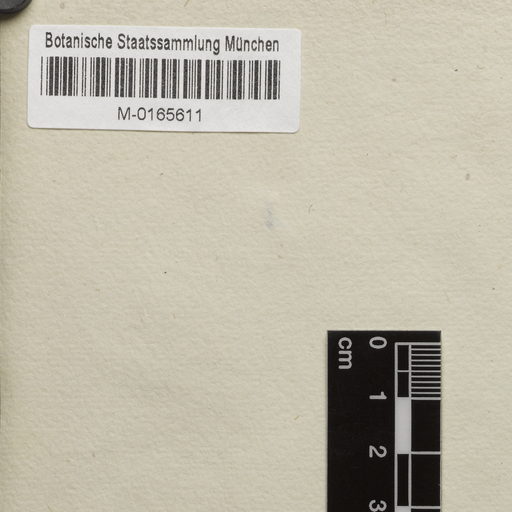 Botanische Staatssammlung München
M-0165611
cm
0
1
2
3